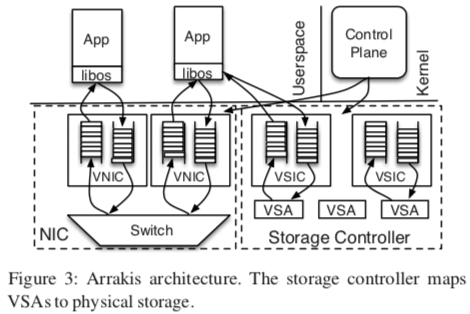 App
App
Control
Plane
libos
libos
Userspace
Kernel
VNIC
VNIC
VSIC
VSIC
VSA
VSA
VSA
NIC
Switch
Storage Controller
Figure 3: Arrakis architecture. The storage controller maps
VSAs to physical storage.